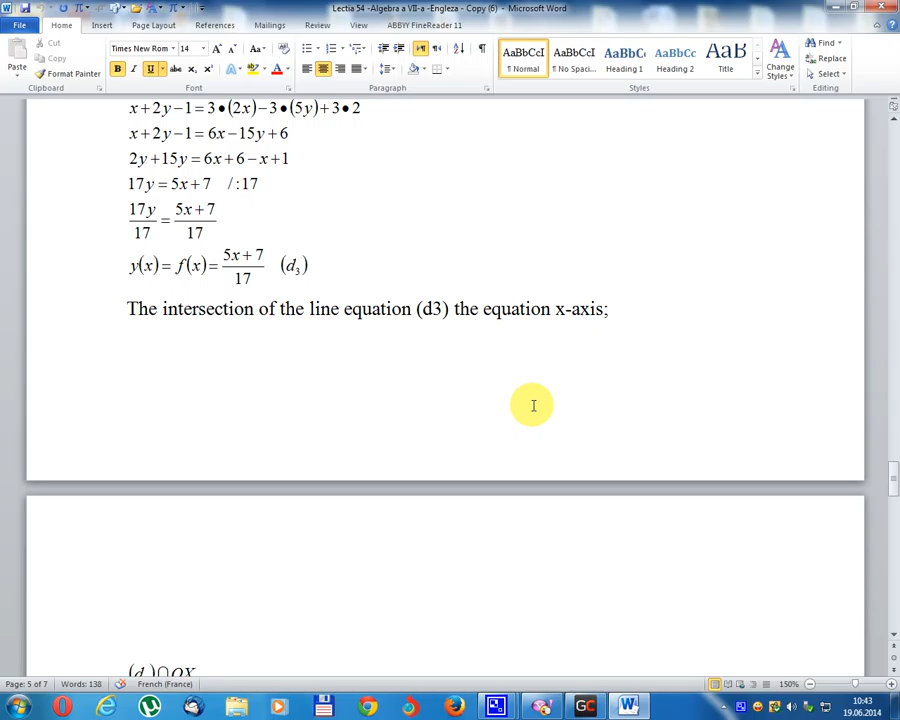 Lectia 54 -Algebra a VII-a -Engleza - Copy (6) - Microsoft Word
File Home Insert Page Layout References Mailings Review View ABBYY FineReader 11
Paste Cut Copy Format Painter
Times New Rom 14
AaBbCcI AaBbCcI AaBbC AaBbCc AaB
¶ Normal ¶ No Spaci... Heading 1 Heading 2 Title
Change Styles
Find Replace Select
Clipboard Font Paragraph Styles Editing
x+2y−1=3•(2x)−3•(5y)+3•2
x+2y−1=6x−15y+6
2y+15y=6x+6−x+1
17y=5x+7 /:17
17y/17 = 5x+7/17
y(x)=f(x)= 5x+7/17 (d₃)
The intersection of the line equation (d3) the equation x-axis;
(d )∩OX
Page: 5 of 7 Words: 138 French (France) 150%
10:43
19.06.2014